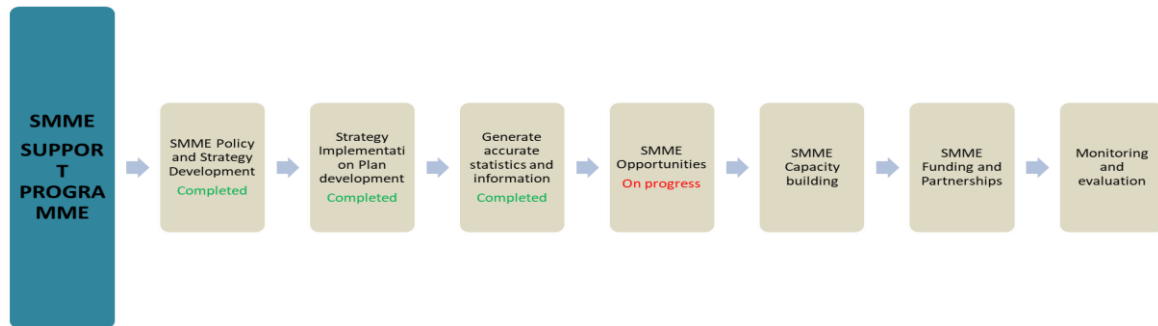 SMME
SUPPOR
T
PROGRA
MME
SMME Policy
and Strategy
Development
Completed
Strategy
Implementati
on Plan
development
Completed
Generate
accurate
statistics and
information
Completed
SMME
Opportunities
On progress
SMME
Capacity
building
SMME
Funding and
Partnerships
Monitoring
and
evaluation